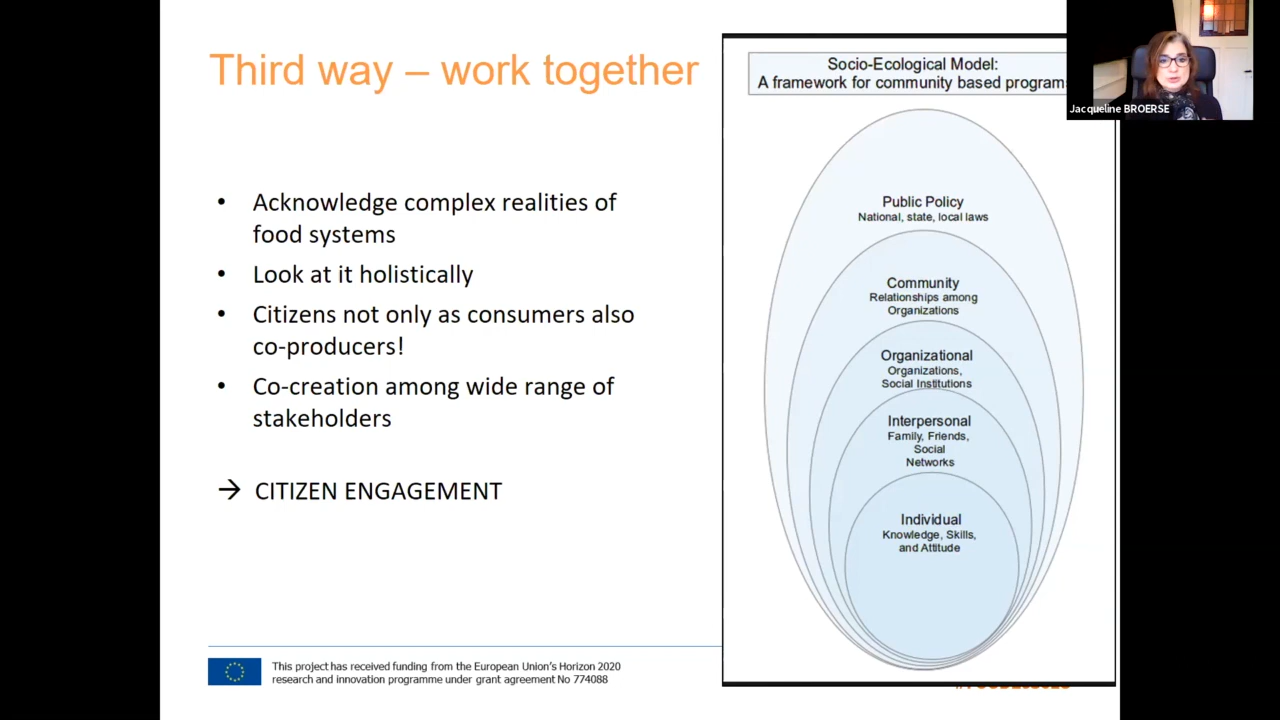 Third way – work together
• Acknowledge complex realities of
food systems
• Look at it holistically
• Citizens not only as consumers also
co-producers!
• Co-creation among wide range of
stakeholders
→ CITIZEN ENGAGEMENT
Socio-Ecological Model:
A framework for community based
Public Policy
National, state, local laws
Community
Relationships among
Organizations
Organizational
Organizations,
Social Institutions
Interpersonal
Family, Friends,
Social
Networks
Individual
Knowledge, Skills,
and Attitude
Jacqueline BROERSE
This project has received funding from the European Union's Horizon 2020
research and innovation programme under grant agreement No 774088